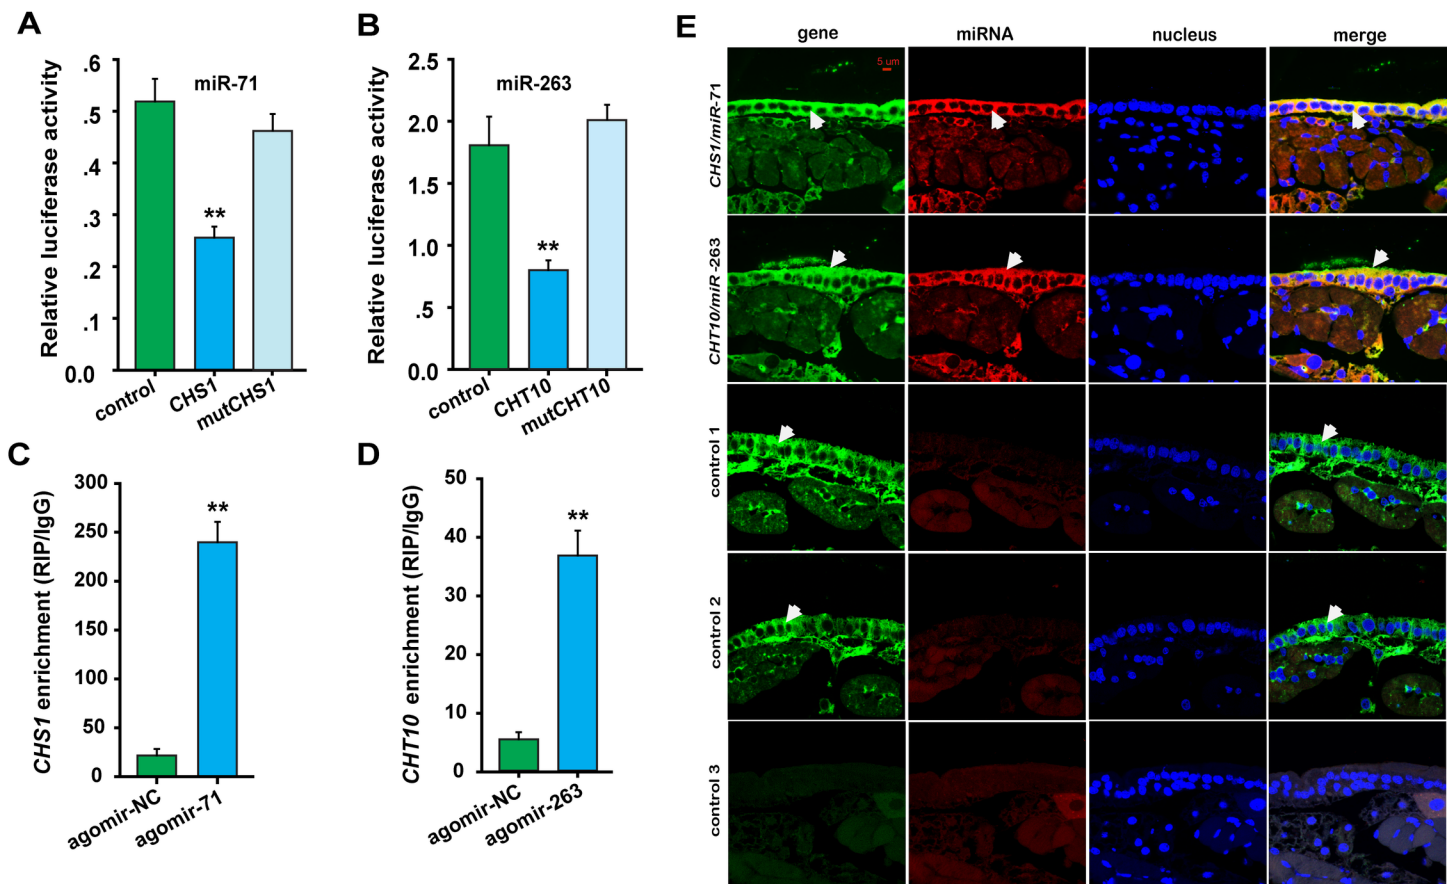 A
miR-71
Relative luciferase activity
.6
.5
.4
.3
.2
.1
0.0
**
control
CHS1
mutCHS1
B
miR-263
Relative luciferase activity
2.5
2.0
1.5
1.0
.5
0.0
**
control
CHT10
mutCHT10
C
CHS1 enrichment (RIP/IgG)
300
250
200
150
100
50
0
**
agomir-NC
agomir-71
D
CHT10 enrichment (RIP/IgG)
50
40
30
20
10
0
**
agomir-NC
agomir-263
E
gene
miRNA
nucleus
merge
5 um
CHS1/miR-71
CHT10/miR-263
control 1
control 2
control 3